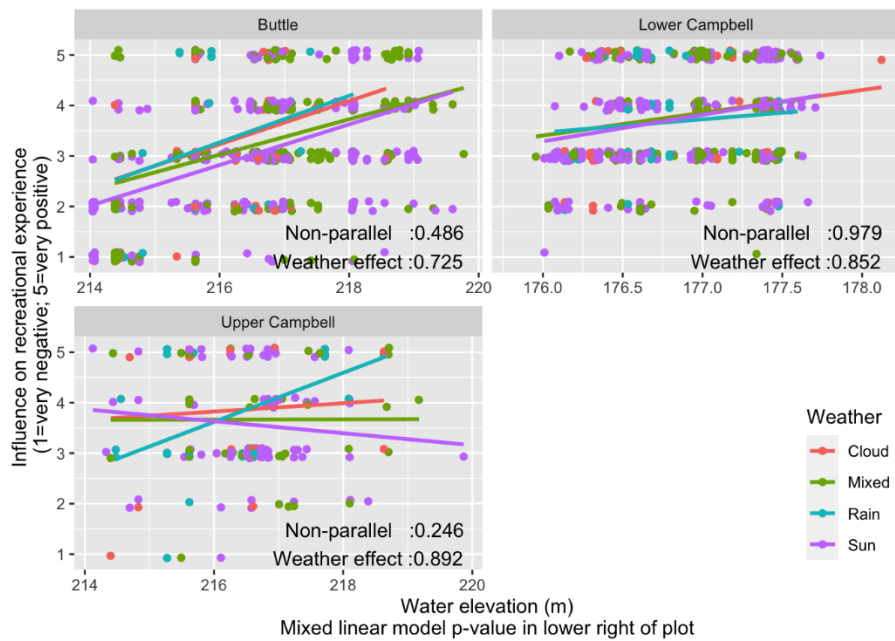 Buttle
Lower Campbell
5
4
3
2
1
Non-parallel :0.486
Weather effect :0.725
Non-parallel :0.979
Weather effect :0.852
214 216 218 220
176.0 176.5 177.0 177.5 178.0
Upper Campbell
5
4
3
2
1
Non-parallel :0.246
Weather effect :0.892
214 216 218 220
Influence on recreational experience
(1=very negative; 5=very positive)
Water elevation (m)
Mixed linear model p-value in lower right of plot
Weather
Cloud
Mixed
Rain
Sun